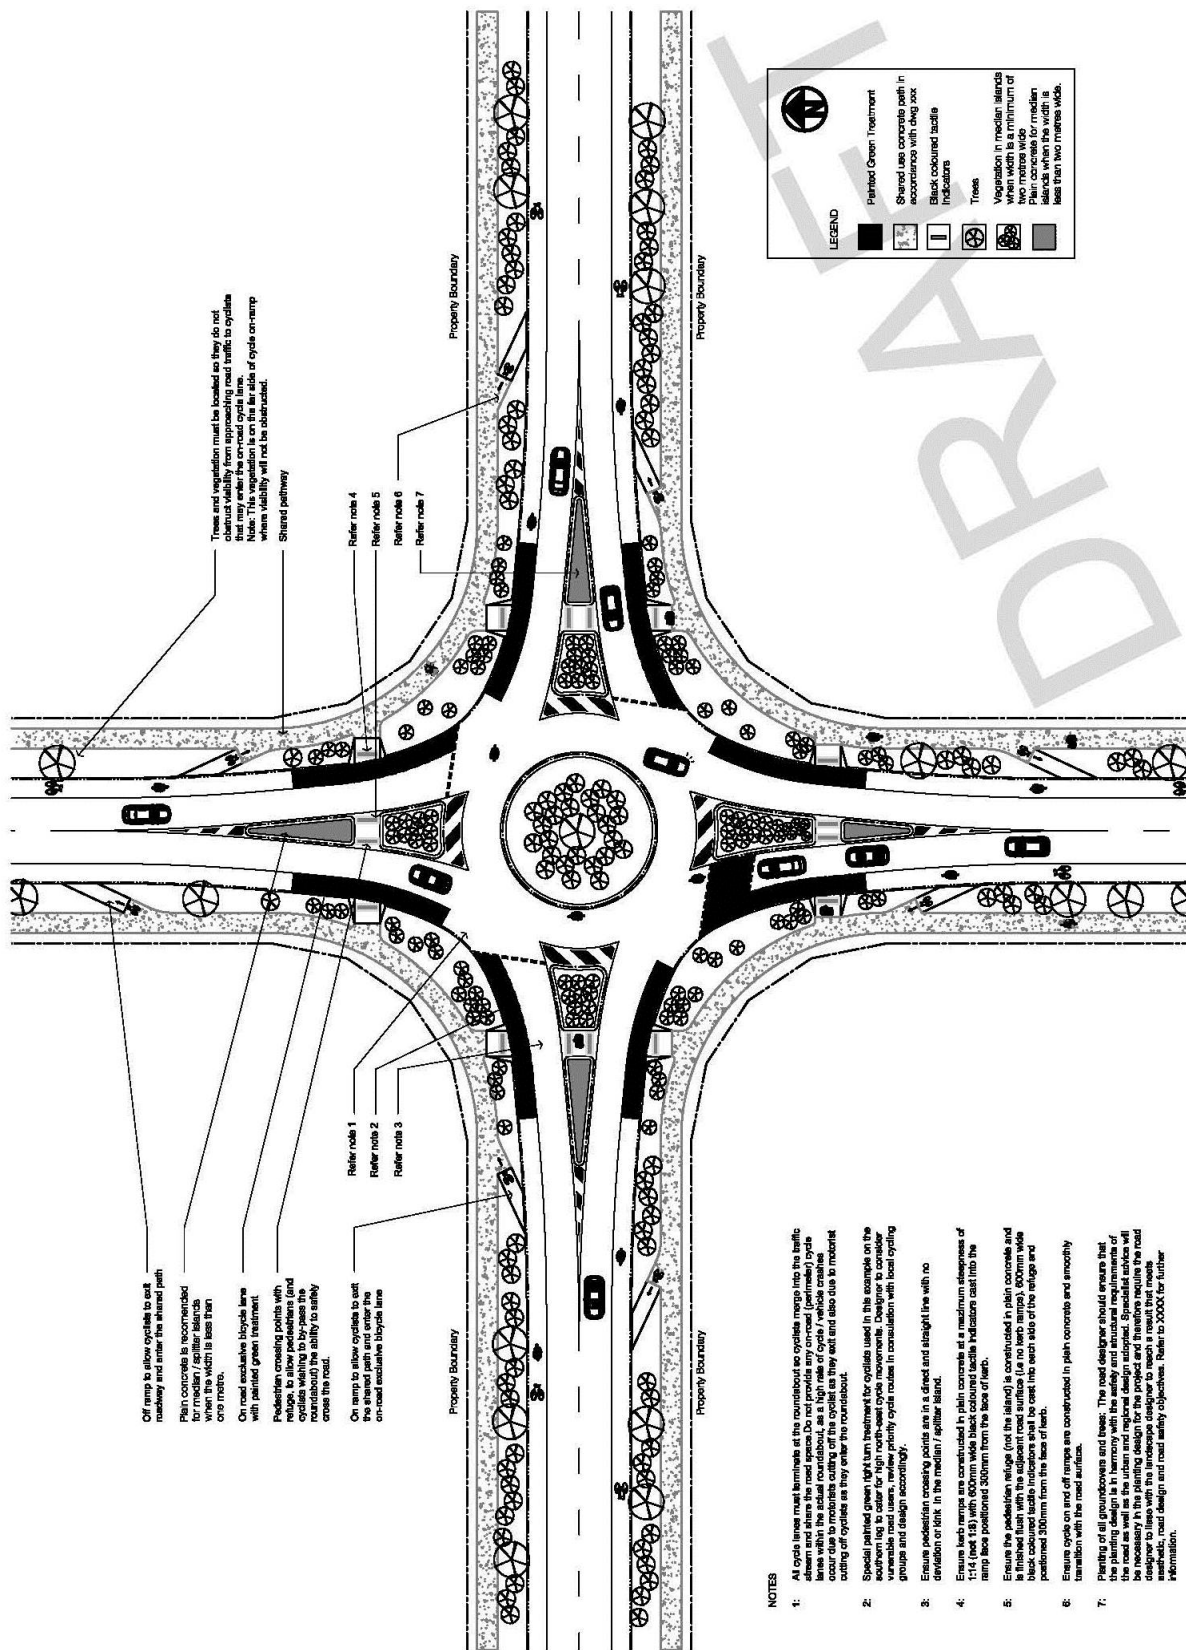 Off ramp to allow cyclists to exit
roadway and enter the shared path
Plain concrete is recommended
for median / splitter islands
when the width is less than
one metre.
On road exclusive bicycle lane
with painted green treatment
Pedestrian crossing points with
refuge, to allow pedestrians (and
cyclists wishing to by-pass the
roundabout) the ability to safely
cross the road.
On ramp to allow cyclists to exit
the shared path and enter the
on-road exclusive bicycle lane
Refer note 1
Refer note 2
Refer note 3
Trees and vegetation must be located so they do not
obstruct visibility from approaching road traffic to cyclists
that may enter the on-road cycle lane.
Note: This vegetation is on the far side of cycle on-ramp
where visibility will not be obstructed.
Shared pathway
Refer note 4
Refer note 5
Refer note 6
Refer note 7
Property Boundary
Property Boundary
Property Boundary
Property Boundary
NOTES
1: All cycle lanes must terminate at the roundabout so cyclists merge into the traffic
stream and share the road space.Do not provide any on-road (perimeter) cycle
lanes within the actual roundabout, as a high rate of cycle / vehicle crashes
occur due to motorists cutting off the cyclist as they exit and also due to motorist
cutting off cyclists as they enter the roundabout.
2: Special painted green right turn treatment for cyclists used in this example on the
southern leg to cater for high north-east cycle movements. Designer to consider
vunerable road users, review priority cycle routes in consulation with local cycling
groups and design accordingly.
3: Ensure pedestrian crossing points are in a direct and straight line with no
deviation or kink in the median / splitter island.
4: Ensure kerb ramps are constructed in plain concrete at a maximum steepness of
1:14 (not 1:8) with 600mm wide black coloured tactile indicators cast into the
ramp face positioned 300mm from the face of kerb.
5: Ensure the pedestrian refuge (not the island) is constructed in plain concrete and
is finished flush with the adjacent road surface (i.e no kerb ramps). 600mm wide
black coloured tactile indicators shall be cast into each side of the refuge and
positioned 300mm from the face of kerb.
6: Ensure cycle on and off ramps are constructed in plain concrete and smoothly
transition with the road surface.
7: Planting of all groundcovers and trees: The road designer should ensure that
the planting design is in harmony with the safety and structural requirements of
the road as well as the urban and regional design adopted. Specialist advice will
be necessary in the planting design for the project and therefore require the road
designer to liase with the landscape designer to reach a result that meets
aesthetic, road design and road safety objectives. Refer to XXXX for further
information.
LEGEND
N
Painted Green Treatment
Shared use concrete path in
accordance with dwg xxx
Black coloured tactile
indicators
Trees
Vegetation in median islands
when width is a minimum of
two metres wide
Plain concrete for median
islands when the width is
less than two metres wide.
DRAFT